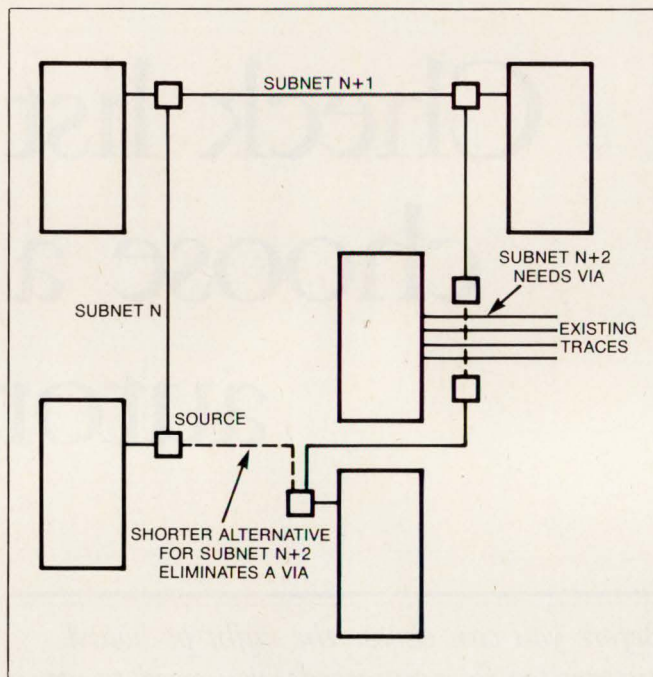 SUBNET N+1
SUBNET N+2
NEEDS VIA
SUBNET N
EXISTING
TRACES
SOURCE
SHORTER ALTERNATIVE
FOR SUBNET N+2
ELIMINATES A VIA